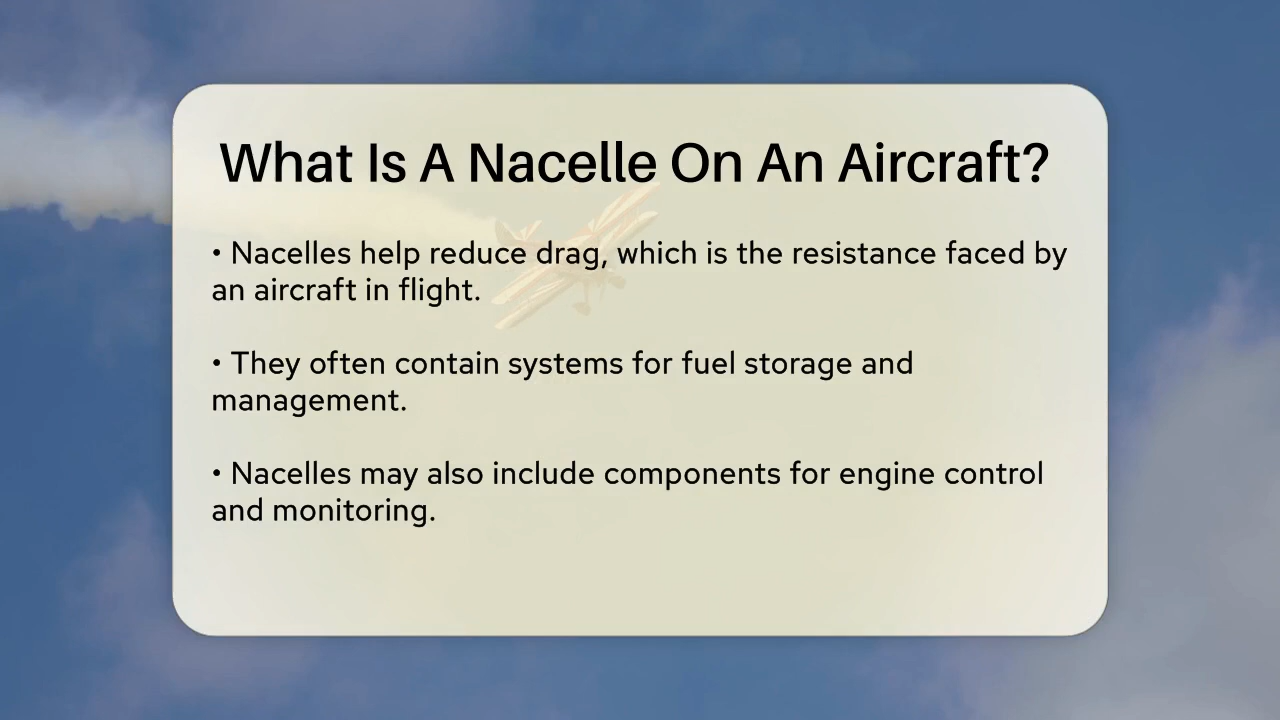 What Is A Nacelle On An Aircraft?
• Nacelles help reduce drag, which is the resistance faced by
an aircraft in flight.
• They often contain systems for fuel storage and
management.
• Nacelles may also include components for engine control
and monitoring.